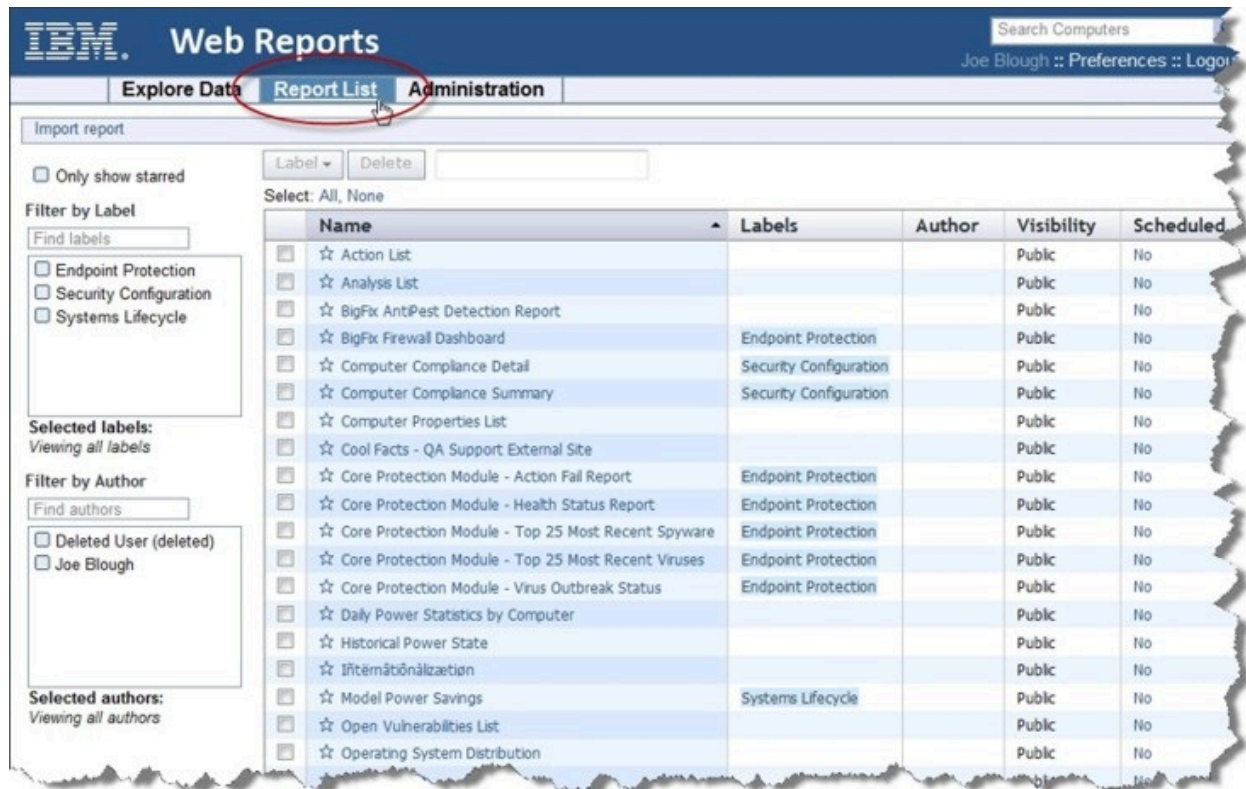 IBM. Web Reports
Search Computers
Joe Blough :: Preferences :: Logout
Explore Data Report List Administration
Import report
Only show starred
Label Delete
Select: All, None
Filter by Label
Find labels
Endpoint Protection
Security Configuration
Systems Lifecycle
Selected labels:
Viewing all labels
Filter by Author
Find authors
Deleted User (deleted)
Joe Blough
Selected authors:
Viewing all authors
Name Labels Author Visibility Scheduled
Action List Public No
Analysis List Public No
BigFix AntiPest Detection Report Public No
BigFix Firewall Dashboard Endpoint Protection Public No
Computer Compliance Detail Security Configuration Public No
Computer Compliance Summary Security Configuration Public No
Computer Properties List Public No
Cool Facts - QA Support External Site Public No
Core Protection Module - Action Fail Report Endpoint Protection Public No
Core Protection Module - Health Status Report Endpoint Protection Public No
Core Protection Module - Top 25 Most Recent Spyware Endpoint Protection Public No
Core Protection Module - Top 25 Most Recent Viruses Endpoint Protection Public No
Core Protection Module - Virus Outbreak Status Endpoint Protection Public No
Daily Power Statistics by Computer Public No
Historical Power State Public No
Iñtërnâtiônàlizætiøn Public No
Model Power Savings Systems Lifecycle Public No
Open Vulnerabilities List Public No
Operating System Distribution Public No